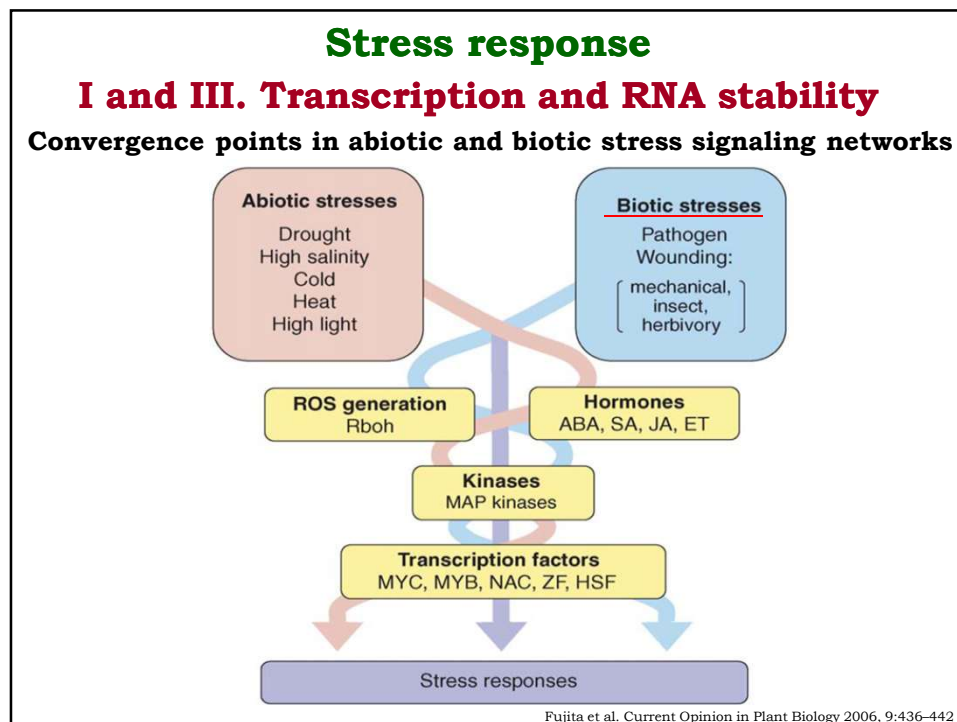 Stress response
I and III. Transcription and RNA stability
Convergence points in abiotic and biotic stress signaling networks
Abiotic stresses
Drought
High salinity
Cold
Heat
High light
Biotic stresses
Pathogen
Wounding:
mechanical,
insect,
herbivory
ROS generation
Rboh
Hormones
ABA, SA, JA, ET
Kinases
MAP kinases
Transcription factors
MYC, MYB, NAC, ZF, HSF
Stress responses
Fujita et al. Current Opinion in Plant Biology 2006, 9:436–442